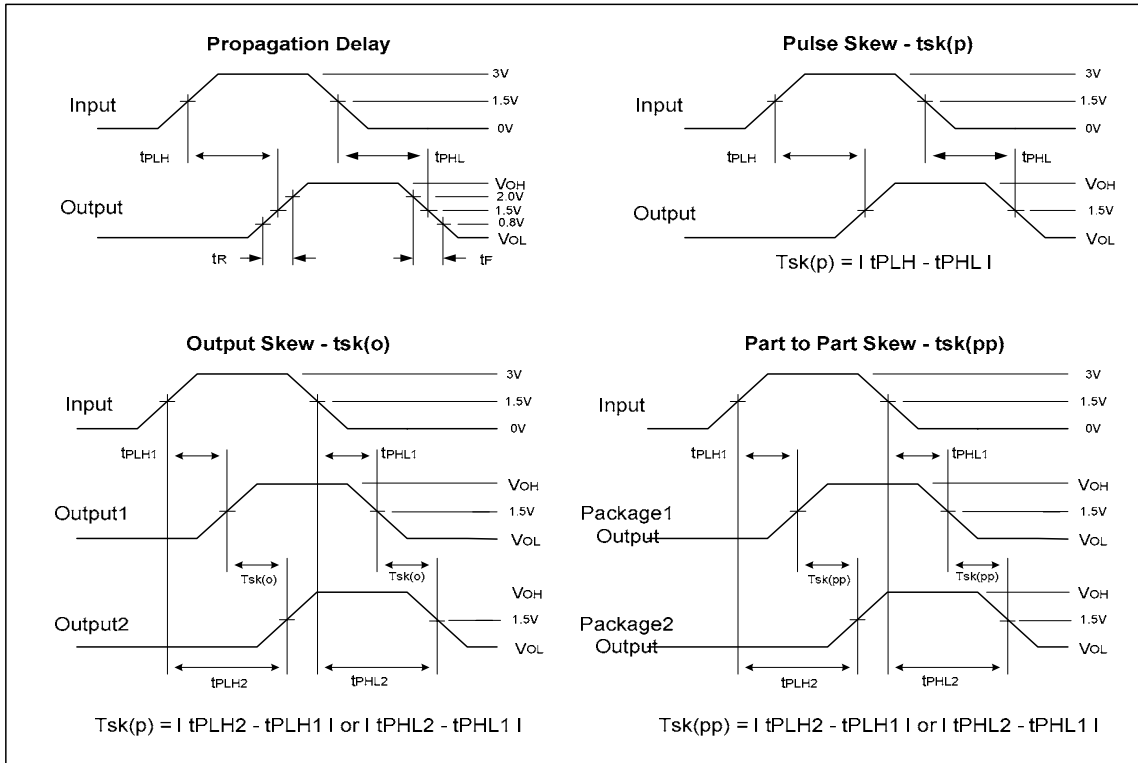 Propagation Delay
Input
3V
1.5V
0V
tPLH
tPHL
Output
VOH
2.0V
1.5V
0.8V
VOL
tR
tF
Pulse Skew - tsk(p)
Input
3V
1.5V
0V
tPLH
tPHL
Output
VOH
1.5V
VOL
Tsk(p) = I tPLH - tPHL I
Output Skew - tsk(o)
Input
3V
1.5V
0V
tPLH1
tPHL1
Output1
VOH
1.5V
VOL
Tsk(o)
Tsk(o)
Output2
VOH
1.5V
VOL
tPLH2
tPHL2
Tsk(p) = I tPLH2 - tPLH1 I or I tPHL2 - tPHL1 I
Part to Part Skew - tsk(pp)
Input
3V
1.5V
0V
tPLH1
tPHL1
Package1
Output
VOH
1.5V
VOL
Tsk(pp)
Tsk(pp)
Package2
Output
VOH
1.5V
VOL
tPLH2
tPHL2
Tsk(pp) = I tPLH2 - tPLH1 I or I tPHL2 - tPHL1 I